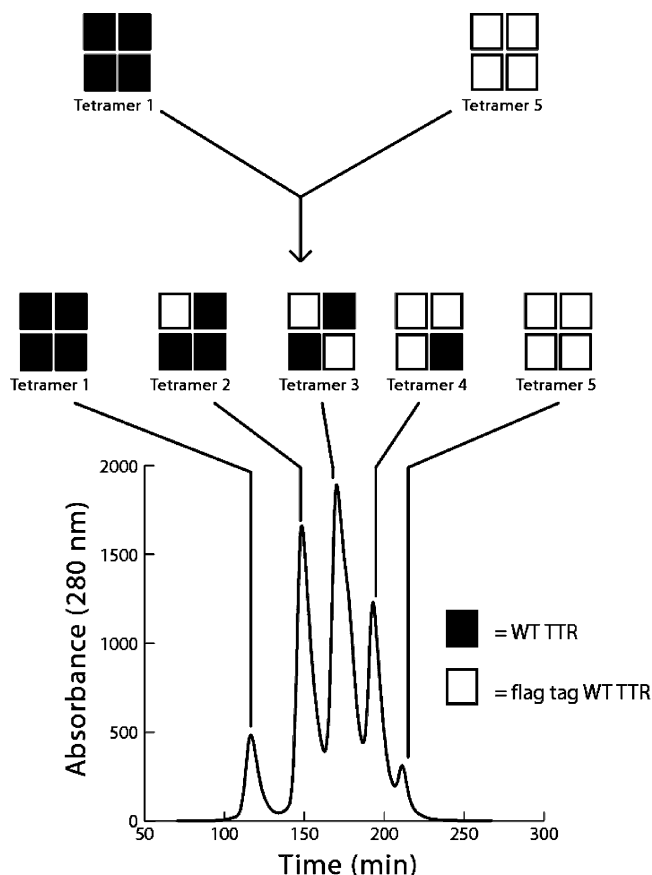 Tetramer 1
Tetramer 5
Tetramer 1
Tetramer 2
Tetramer 3
Tetramer 4
Tetramer 5
2000
1500
1000
500
0
Absorbance (280 nm)
= WT TTR
= flag tag WT TTR
50
100
150
200
250
300
Time (min)